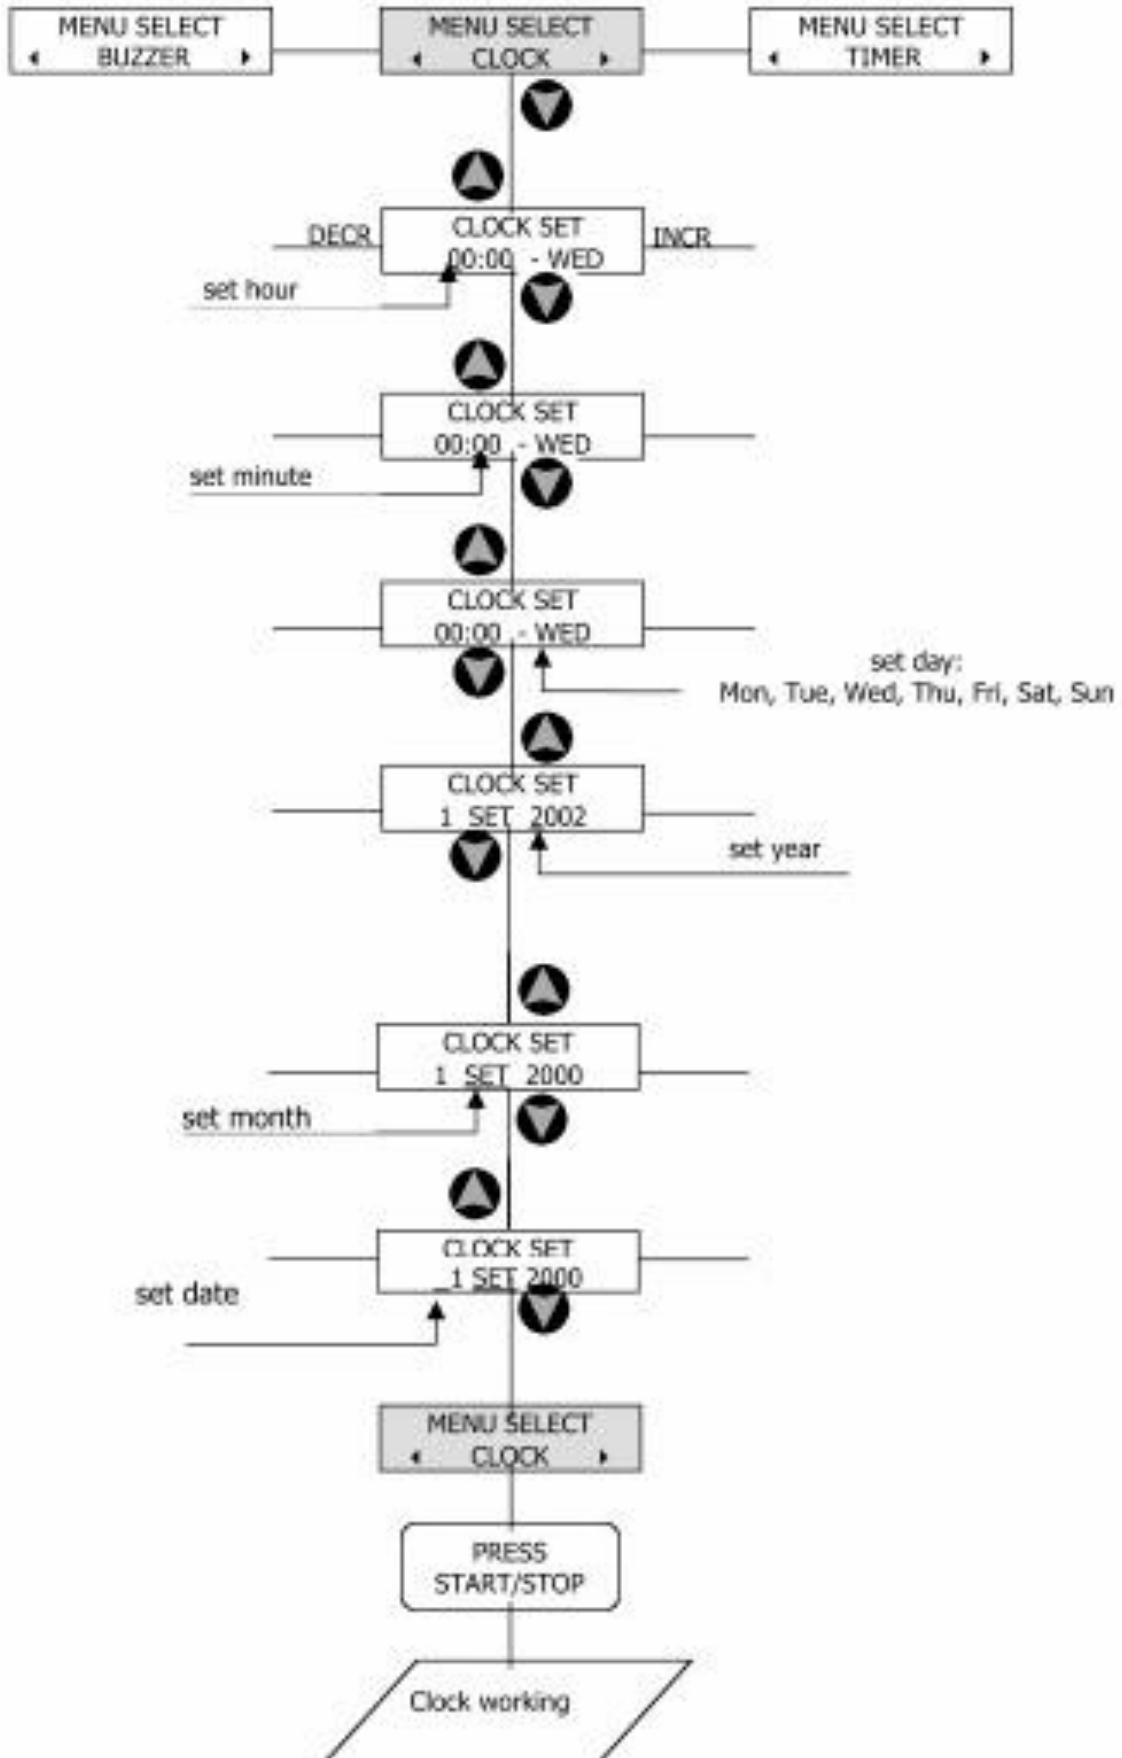 MENU SELECT
BUZZER
MENU SELECT
CLOCK
MENU SELECT
TIMER
DECR
CLOCK SET
00:00 - WED
INCR
set hour
CLOCK SET
00:00 - WED
set minute
CLOCK SET
00:00 - WED
set day:
Mon, Tue, Wed, Thu, Fri, Sat, Sun
CLOCK SET
1 SET 2002
set year
CLOCK SET
1 SET 2000
set month
CLOCK SET
_1 SET 2000
set date
MENU SELECT
CLOCK
PRESS
START/STOP
Clock working